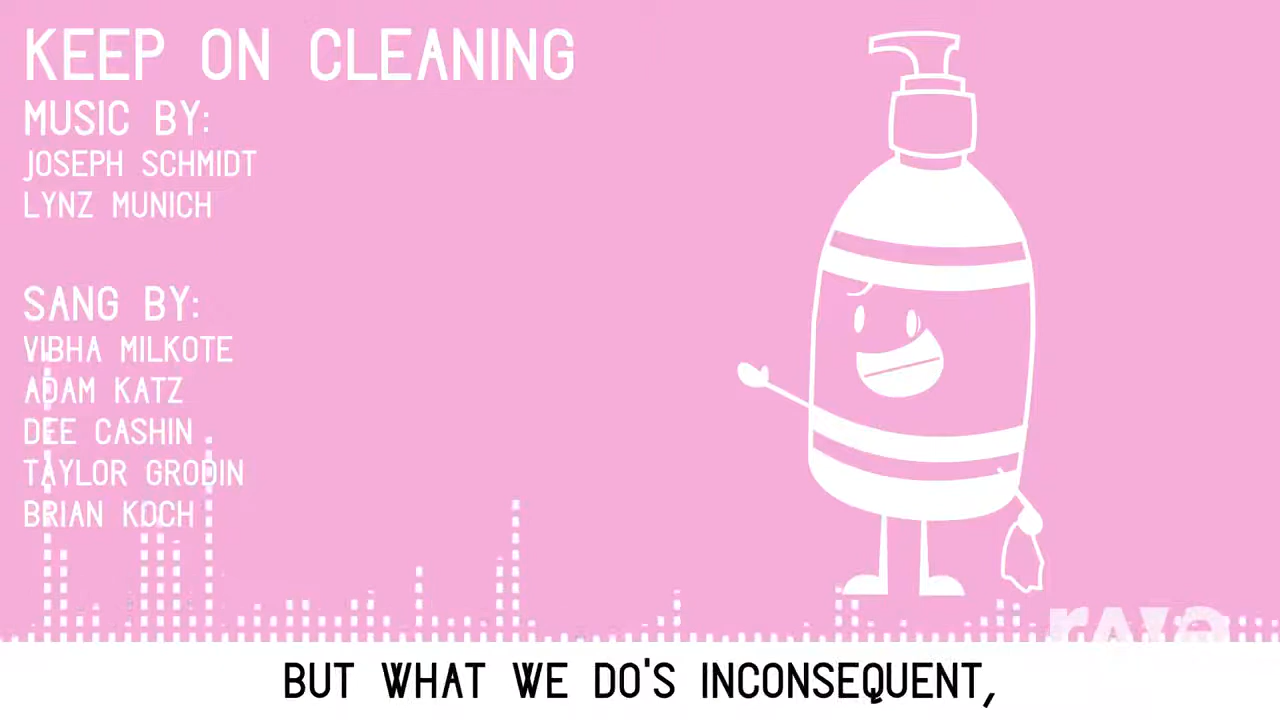 KEEP ON CLEANING
MUSIC BY:
JOSEPH SCHMIDT
LYNZ MUNICH
SANG BY:
VIBHA MILKOTE
ADAM KATZ
DEE CASHIN
TAYLOR GRODIN
BRIAN KOCH
BUT WHAT WE DO'S INCONSEQUENT,